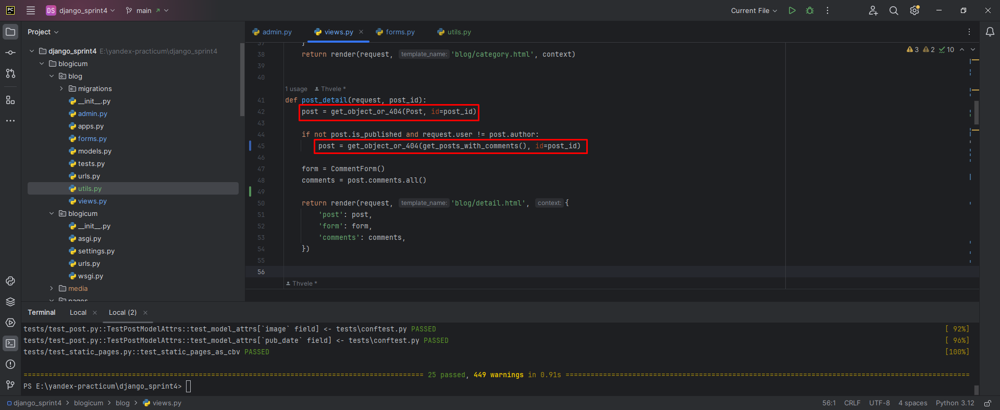 PC
DS django_sprint4 main Current File
Project
django_sprint4 E:\yandex-practicum\django_sprint4
blogicum
blog
migrations
__init__.py
admin.py
apps.py
forms.py
models.py
tests.py
urls.py
utils.py
views.py
blogicum
__init__.py
asgi.py
settings.py
urls.py
wsgi.py
media
pages
admin.py views.py forms.py utils.py
3 2 10
37 }
38 return render(request, template_name: 'blog/category.html', context)
39
40
1 usage Thvele *
41 def post_detail(request, post_id):
42 post = get_object_or_404(Post, id=post_id)
43
44 if not post.is_published and request.user != post.author:
45 post = get_object_or_404(get_posts_with_comments(), id=post_id)
46
47 form = CommentForm()
48 comments = post.comments.all()
49
50 return render(request, template_name: 'blog/detail.html', context: {
51 'post': post,
52 'form': form,
53 'comments': comments,
54 })
55
56
Thvele *
Terminal Local Local (2)
tests/test_post.py::TestPostModelAttrs::test_model_attrs[`image` field] <- tests\conftest.py PASSED [ 92%]
tests/test_post.py::TestPostModelAttrs::test_model_attrs[`pub_date` field] <- tests\conftest.py PASSED [ 96%]
tests/test_static_pages.py::test_static_pages_as_cbv PASSED [100%]
================================================================================================ 25 passed, 449 warnings in 0.91s =================================================================================================
PS E:\yandex-practicum\django_sprint4>
django_sprint4 > blogicum > blog > views.py 56:1 CRLF UTF-8 4 spaces Python 3.12